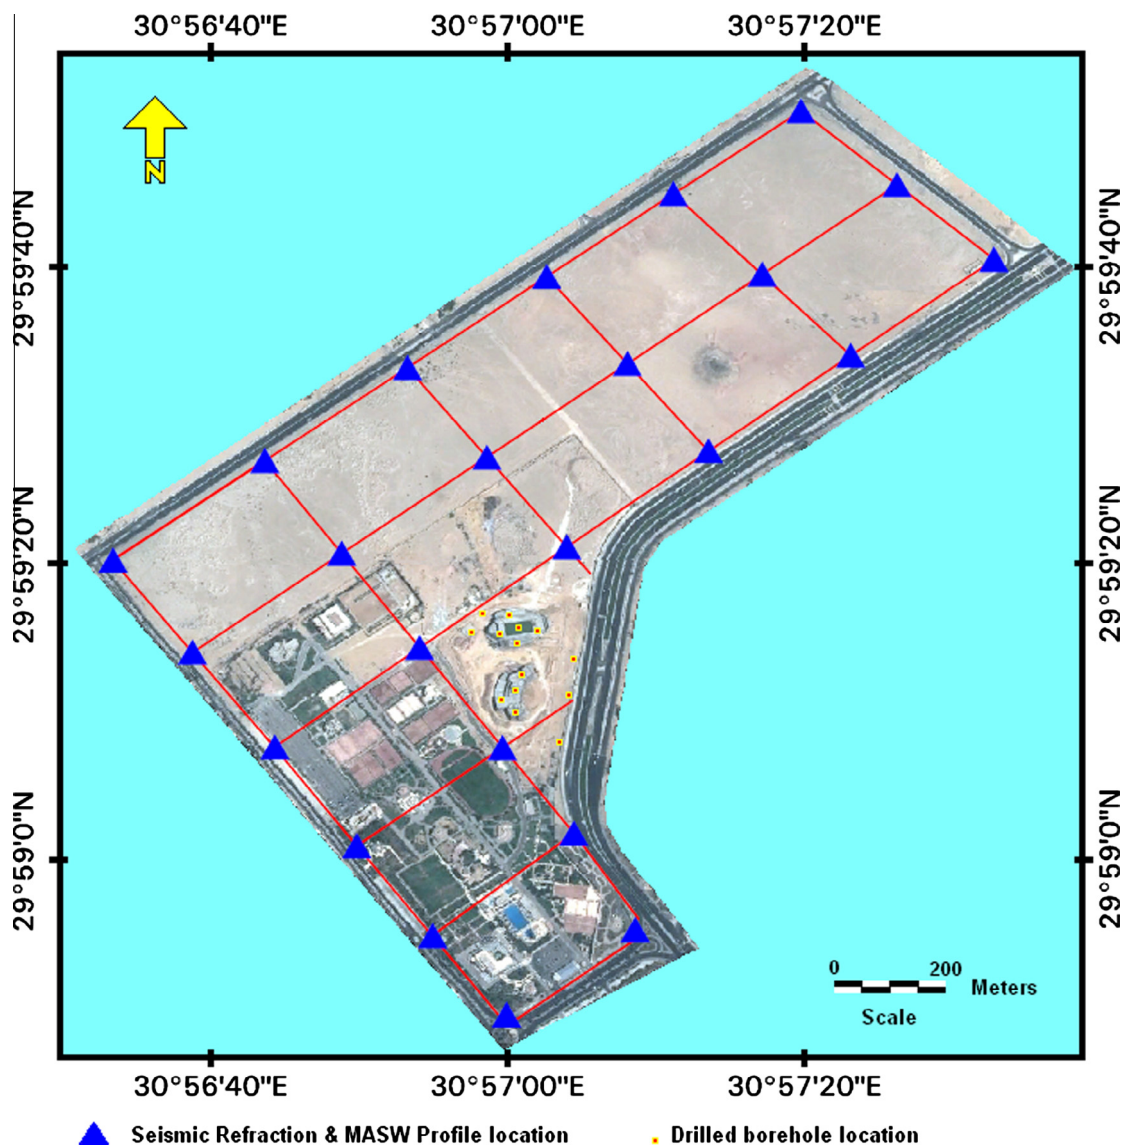 30°56'40"E 30°57'00"E 30°57'20"E
N
29°59'40"N 29°59'40"N
29°59'20"N 29°59'20"N
29°59'0"N 29°59'0"N
0 200 Meters
Scale
30°56'40"E 30°57'00"E 30°57'20"E
Seismic Refraction & MASW Profile location Drilled borehole location